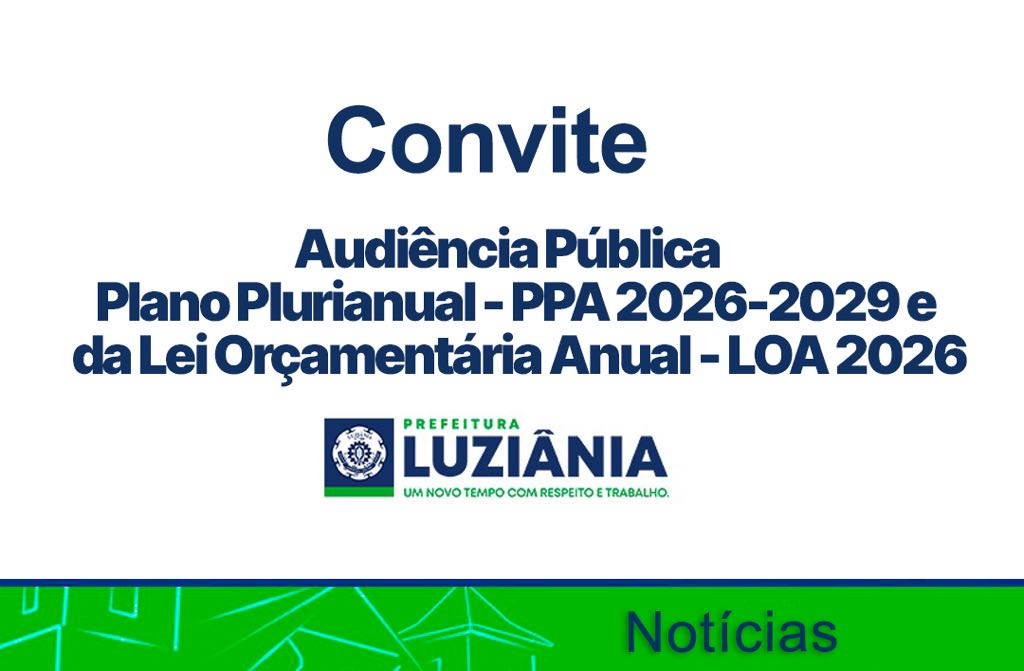 Convite
Audiência Pública
Plano Plurianual - PPA 2026-2029 e
da Lei Orçamentária Anual - LOA 2026
PREFEITURA
LUZIÂNIA
UM NOVO TEMPO COM RESPEITO E TRABALHO.
Notícias